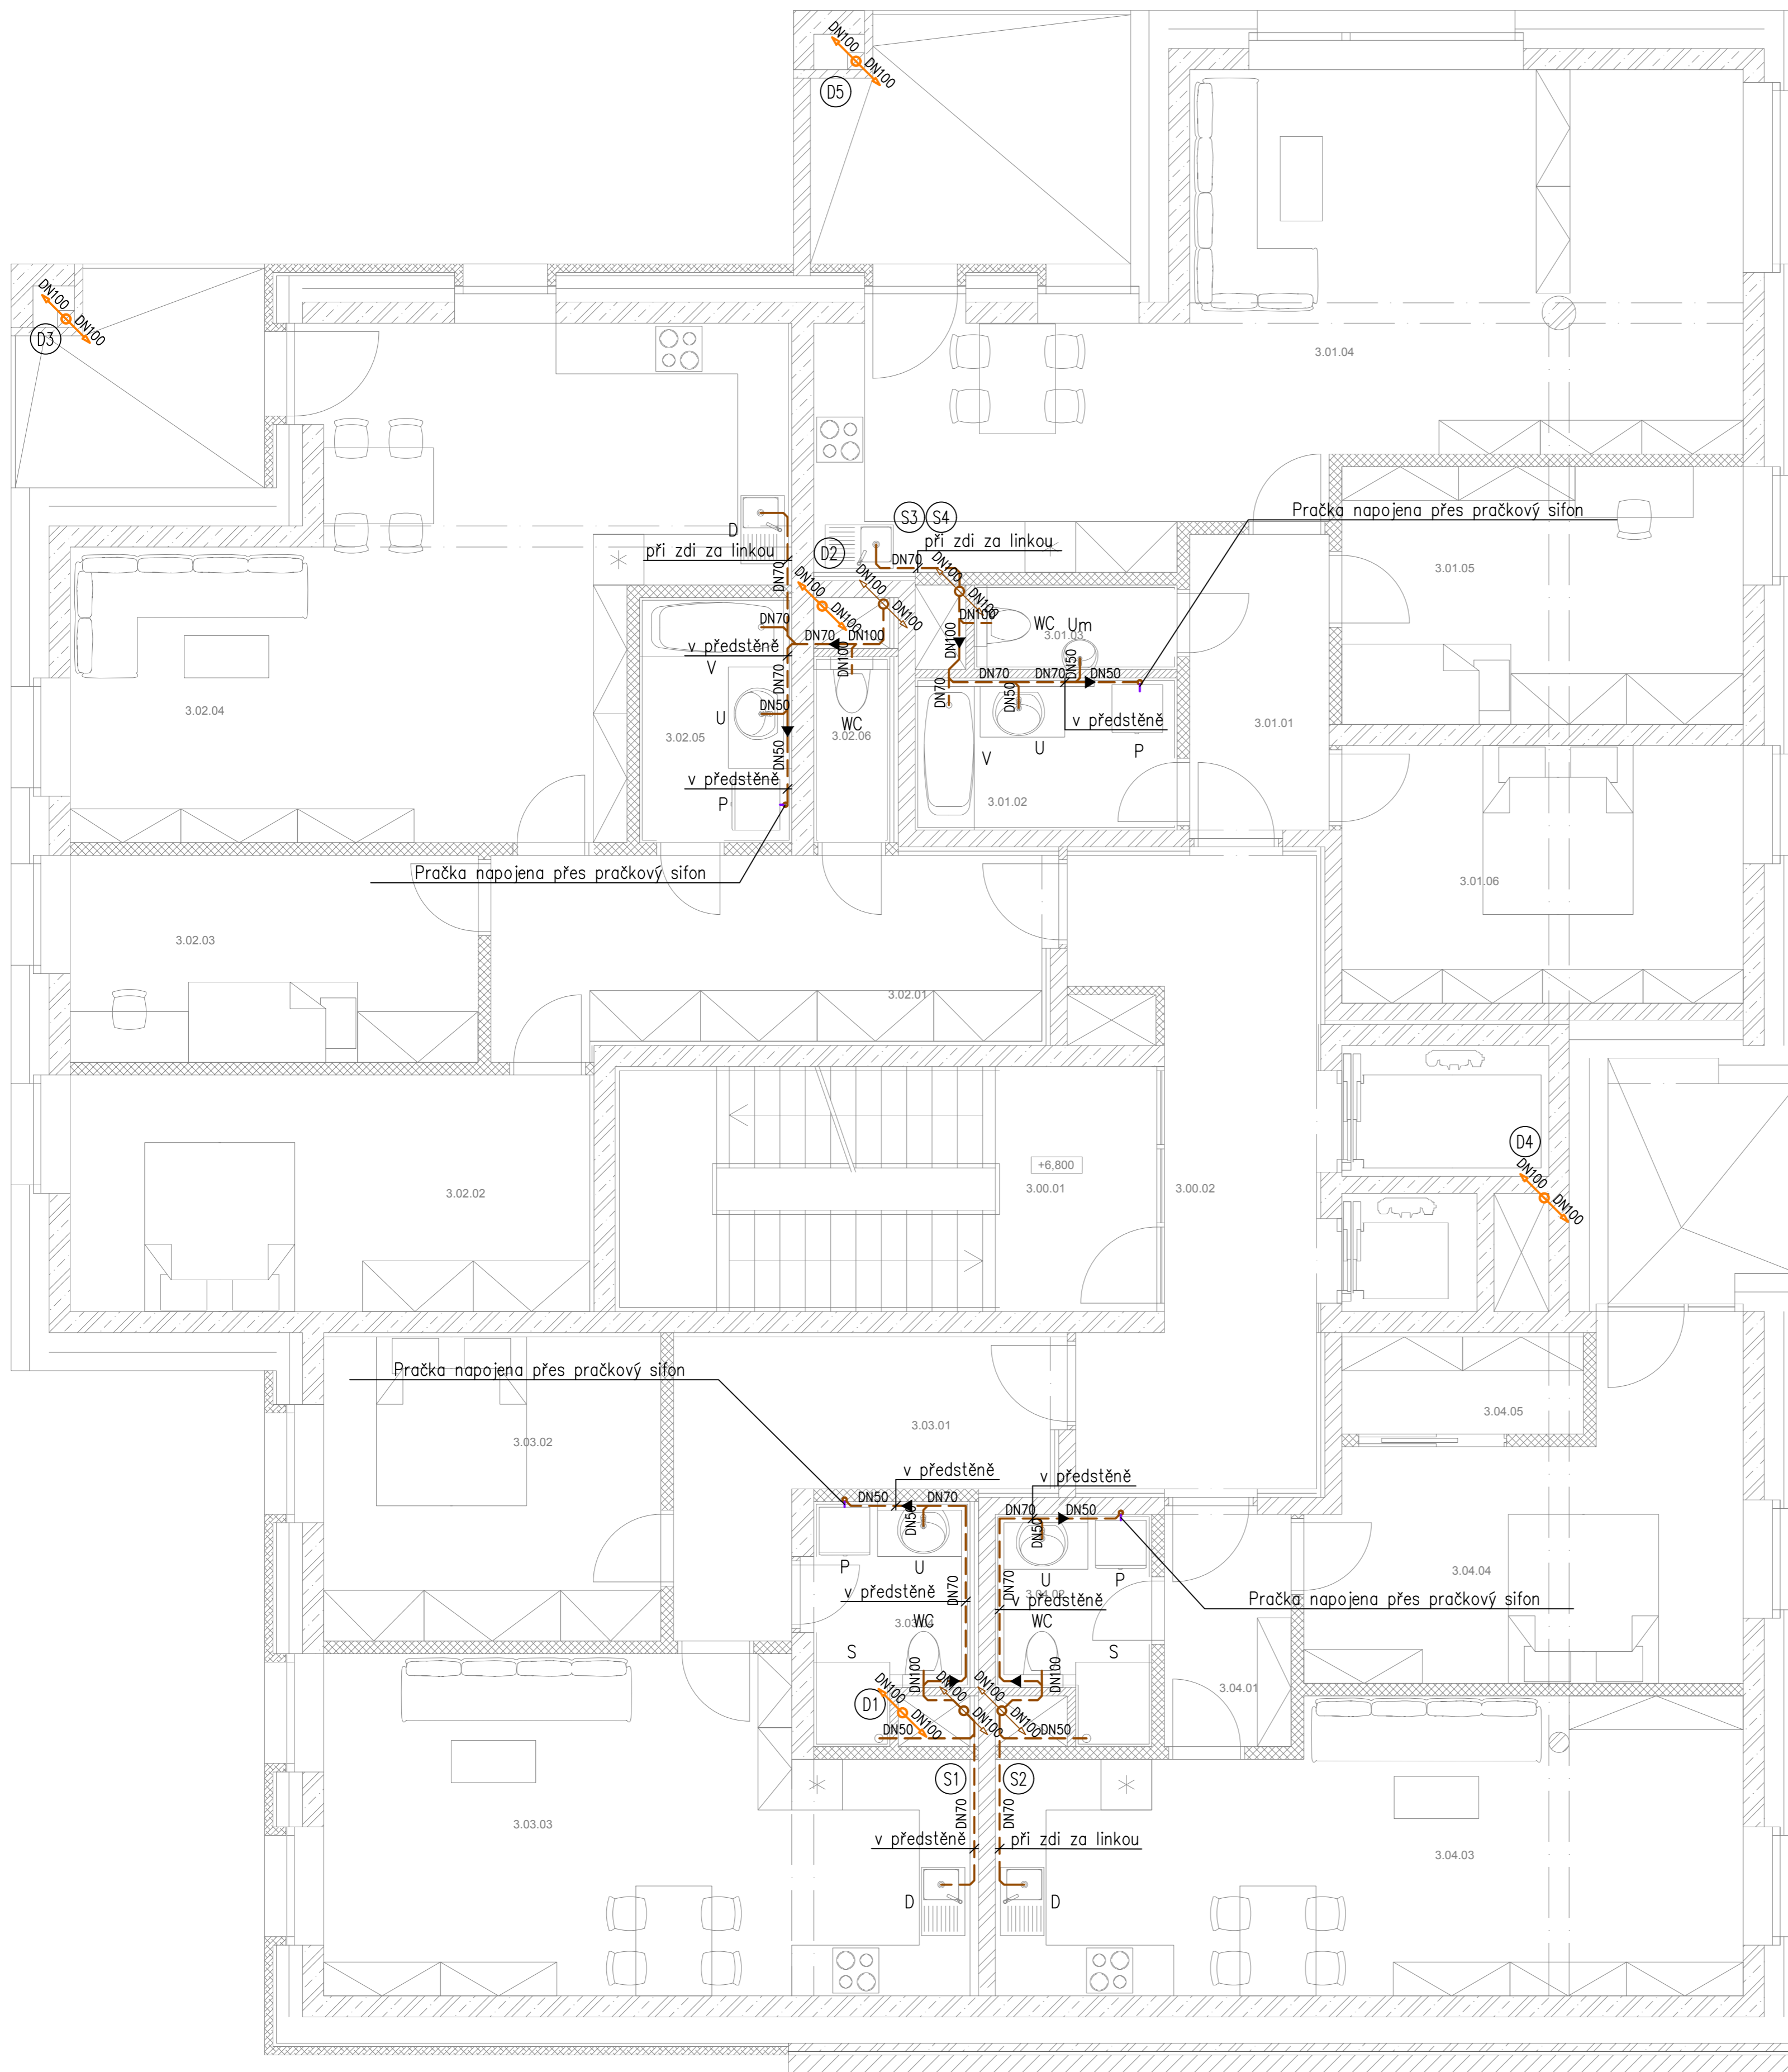 DN100
DN100
D5
DN100
DN100
D3
3.01.04
Pračka napojena přes pračkový sifon
D
S3
S4
při zdi za linkou
D2
při zdi za linkou
DN70
DN70
DN100
DN100
DN100
DN100
DN100
DN100
3.01.05
DN70
DN70
DN100
DN100
DN100
DN100
WC
Um
3.01.03
v předstěně
V
DN70
DN70
DN70
DN70
DN50
DN50
DN50
3.02.04
U
DN50
WC
3.02.05
3.02.06
v předstěně
3.01.01
V
U
P
DN50
v předstěně
P
3.01.02
Pračka napojena přes pračkový sifon
3.01.06
3.02.03
3.02.01
D4
+6,800
3.00.01
3.00.02
3.02.02
DN100
DN100
Pračka napojena přes pračkový sifon
3.03.01
3.04.05
3.03.02
v předstěně
v předstěně
DN50
DN70
DN70
DN50
DN50
DN50
P
U
U
P
3.04.02
3.04.04
v předstěně
DN70
DN70
v předstěně
Pračka napojena přes pračkový sifon
WC
WC
S
S
DN100
DN100
D1
DN100
DN100
DN100
DN100
DN100
DN100
3.04.01
DN50
DN50
S1
S2
DN70
DN70
3.03.03
v předstěně
při zdi za linkou
3.04.03
D
D